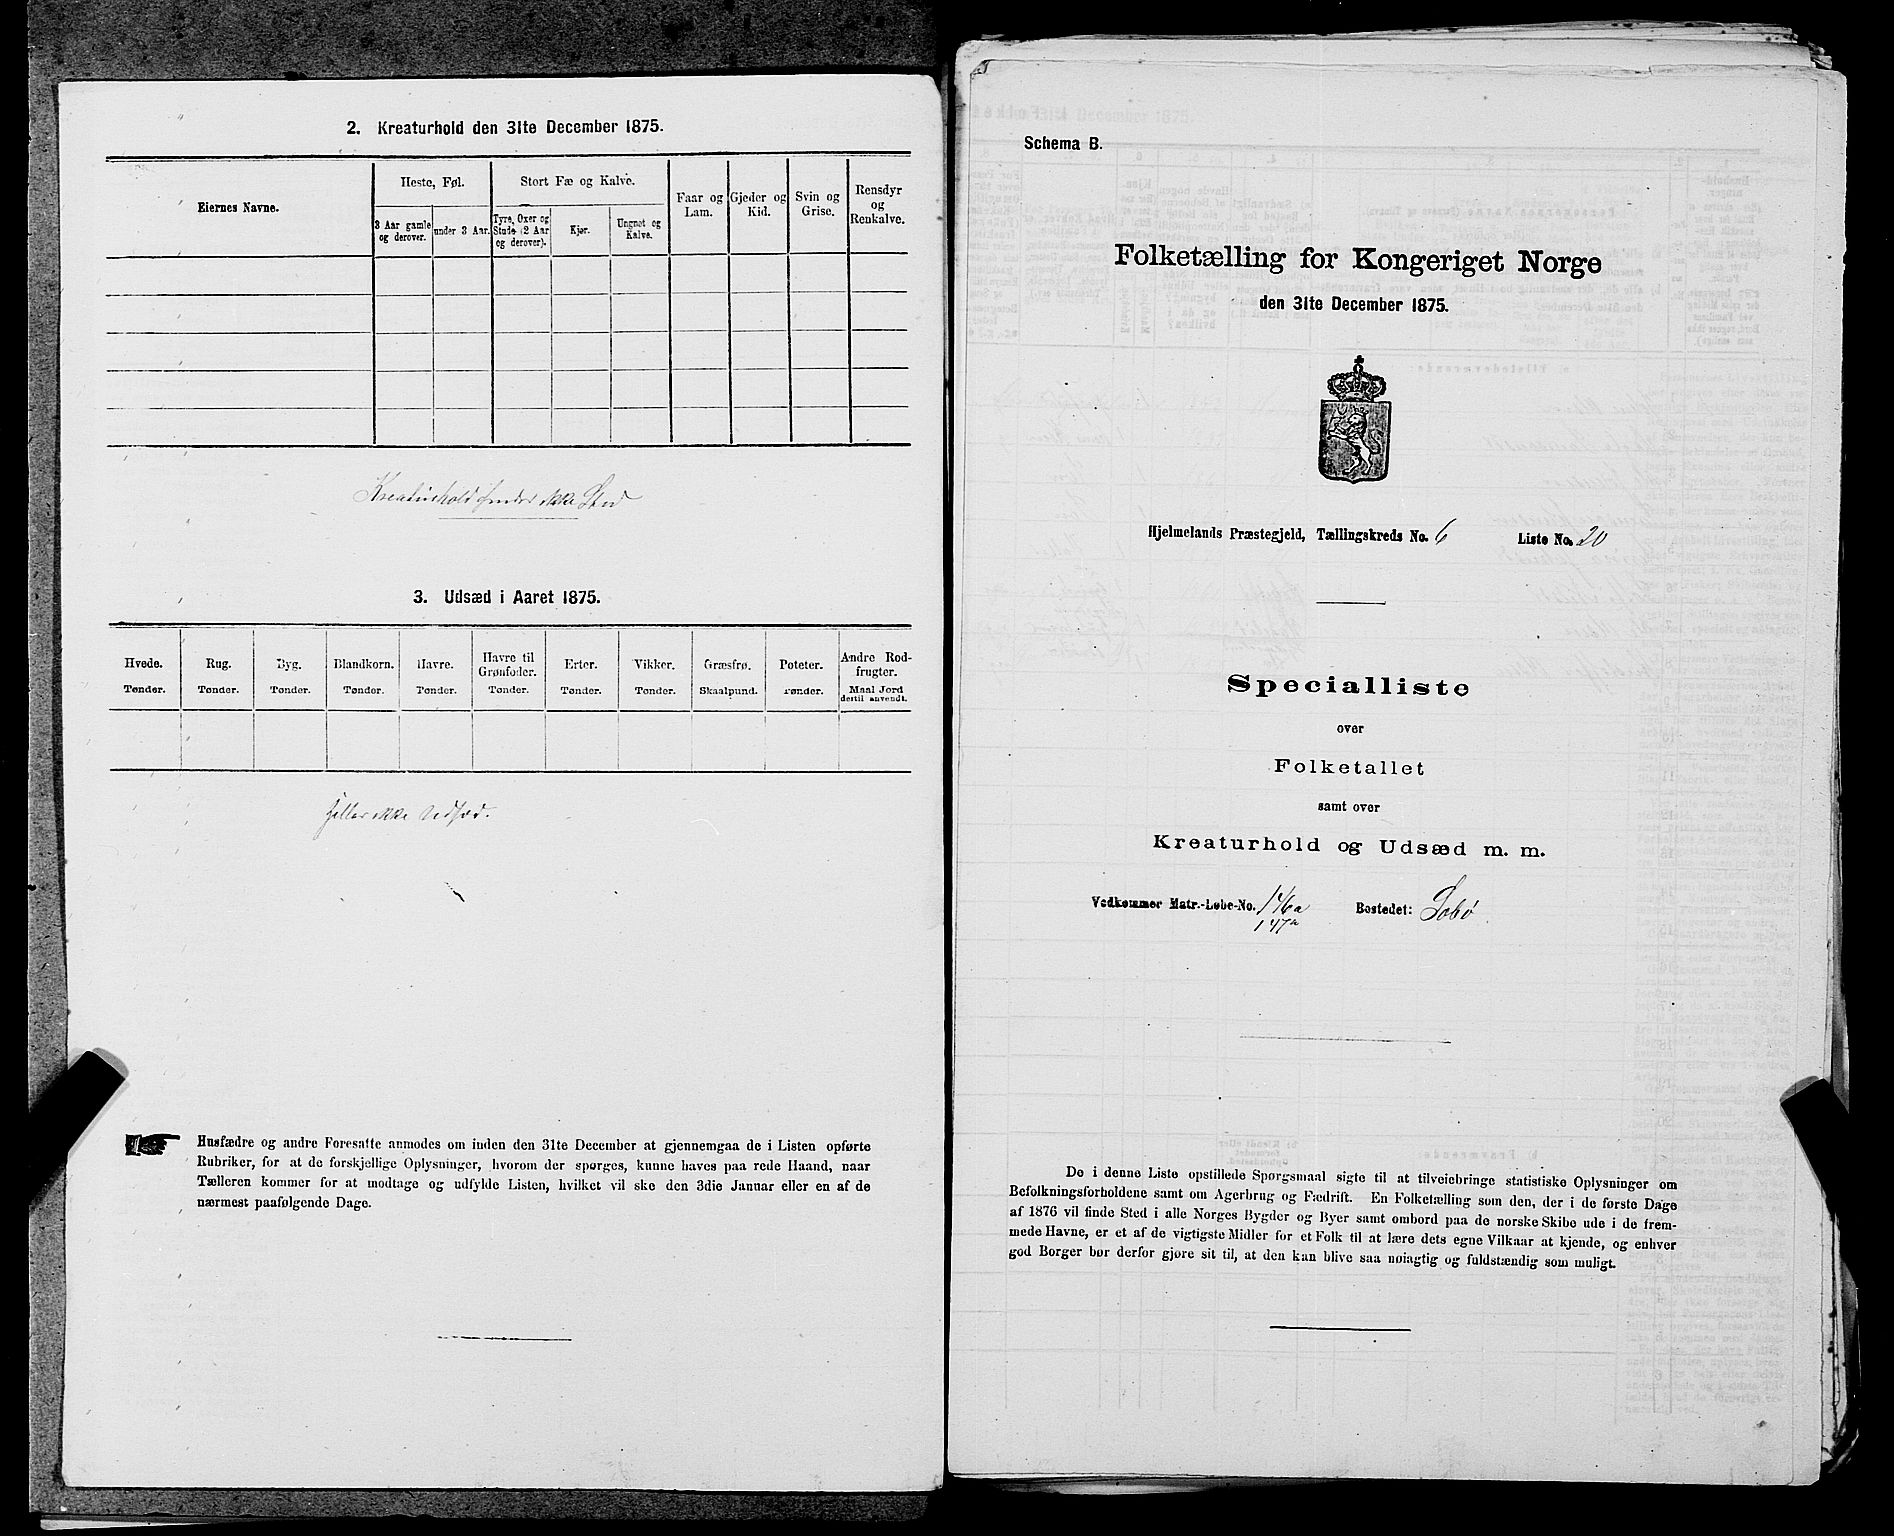 2. Kreaturhold den 31te December 1875.
Eiernes Navne.
Heste, Føl.
Stort Fæ og Kalve.
Faar og
Lam.
Gjeder og
Kid.
Svin og
Grise.
Rensdyr
og
Renkalve.
3 Aar gamle
og derover.
under 3 Aar.
Tyre, Oxer og
Stude (2 Aar
og derover).
Kjør.
Ungnøt og
Kalve.
Kreaturhold finder ikke Sted
3. Udsæd i Aaret 1875.
Hvede.
Tønder.
Rug.
Tønder.
Byg.
Tønder.
Blandkorn.
Tønder.
Havre.
Tønder.
Havre til
Grønfoder.
Tønder.
Erter.
Tønder.
Vikker.
Tønder.
Græsfrø.
Skaalpund.
Poteter.
Tønder.
Andre Rod-
frugter.
Maal Jord
dertil anvendt.
heller ikke Udsæd.
Husfædre og andre Foresatte anmodes om inden den 31te December at gjennemgaa de i Listen opførte
Rubriker, for at de forskjellige Oplysninger, hvorom der spørges, kunne haves paa rede Haand, naar
Tælleren kommer for at modtage og udfylde Listen, hvilket vil ske den 3die Januar eller en af de
nærmest paafølgende Dage.
Schema B.
Folketælling for Kongeriget Norge
den 31te December 1875.
Hjelmelands Præstegjeld, Tællingskreds No. 6 Liste No. 20
Specialliste
over
Folketallet
samt over
Kreaturhold og Udsæd m. m.
Vedkommer Matr.-Løbe-No. 146a Bostedet: Søbø
147a
De i denne Liste opstillede Spørgsmaal sigte til at tilveiebringe statistiske Oplysninger om
Befolkningsforholdene samt om Agerbrug og Fædrift. En Folketælling som den, der i de første Dage
af 1876 vil finde Sted i alle Norges Bygder og Byer samt ombord paa de norske Skibe ude i de frem-
mede Havne, er et af de vigtigste Midler for et Folk til at lære dets egne Vilkaar at kjende, og enhver
god Borger bør derfor gjøre sit til, at den kan blive saa nøiagtig og fuldstændig som muligt.